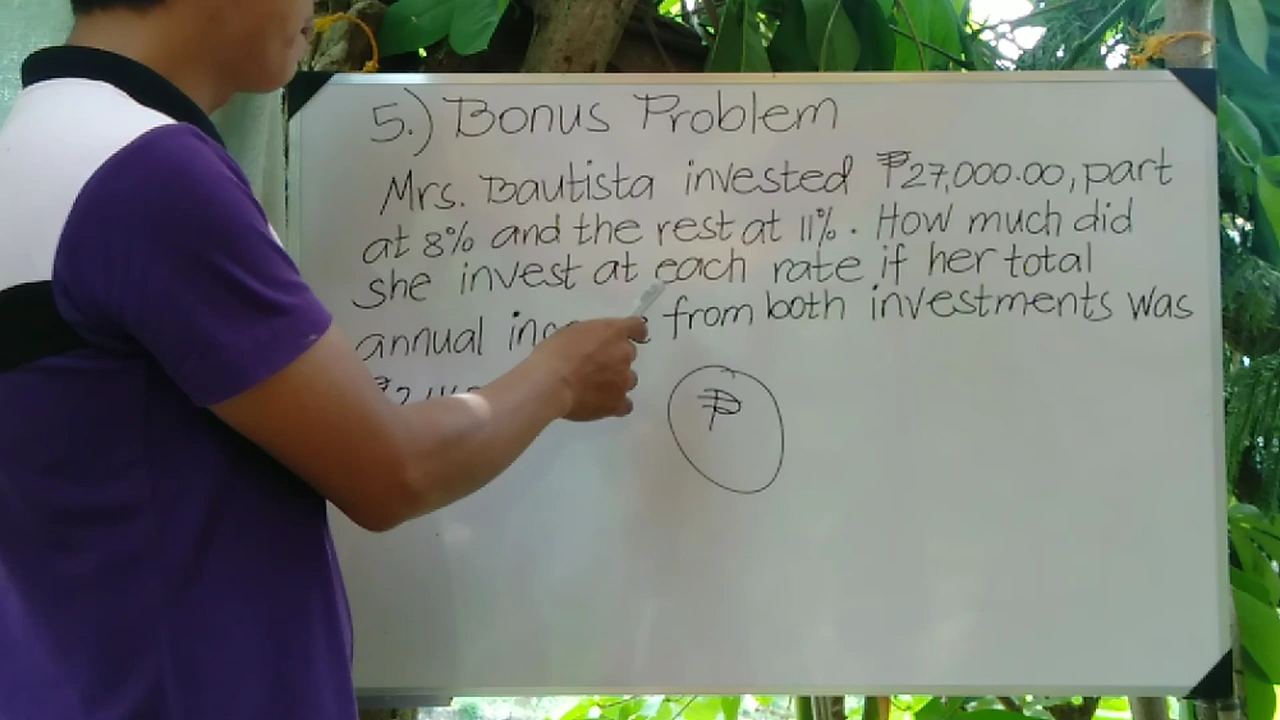 5.) Bonus Problem
Mrs. Bautista invested ₱27,000.00, part
at 8% and the rest at 11%. How much did
she invest at each rate if her total
annual from both investments was
₱